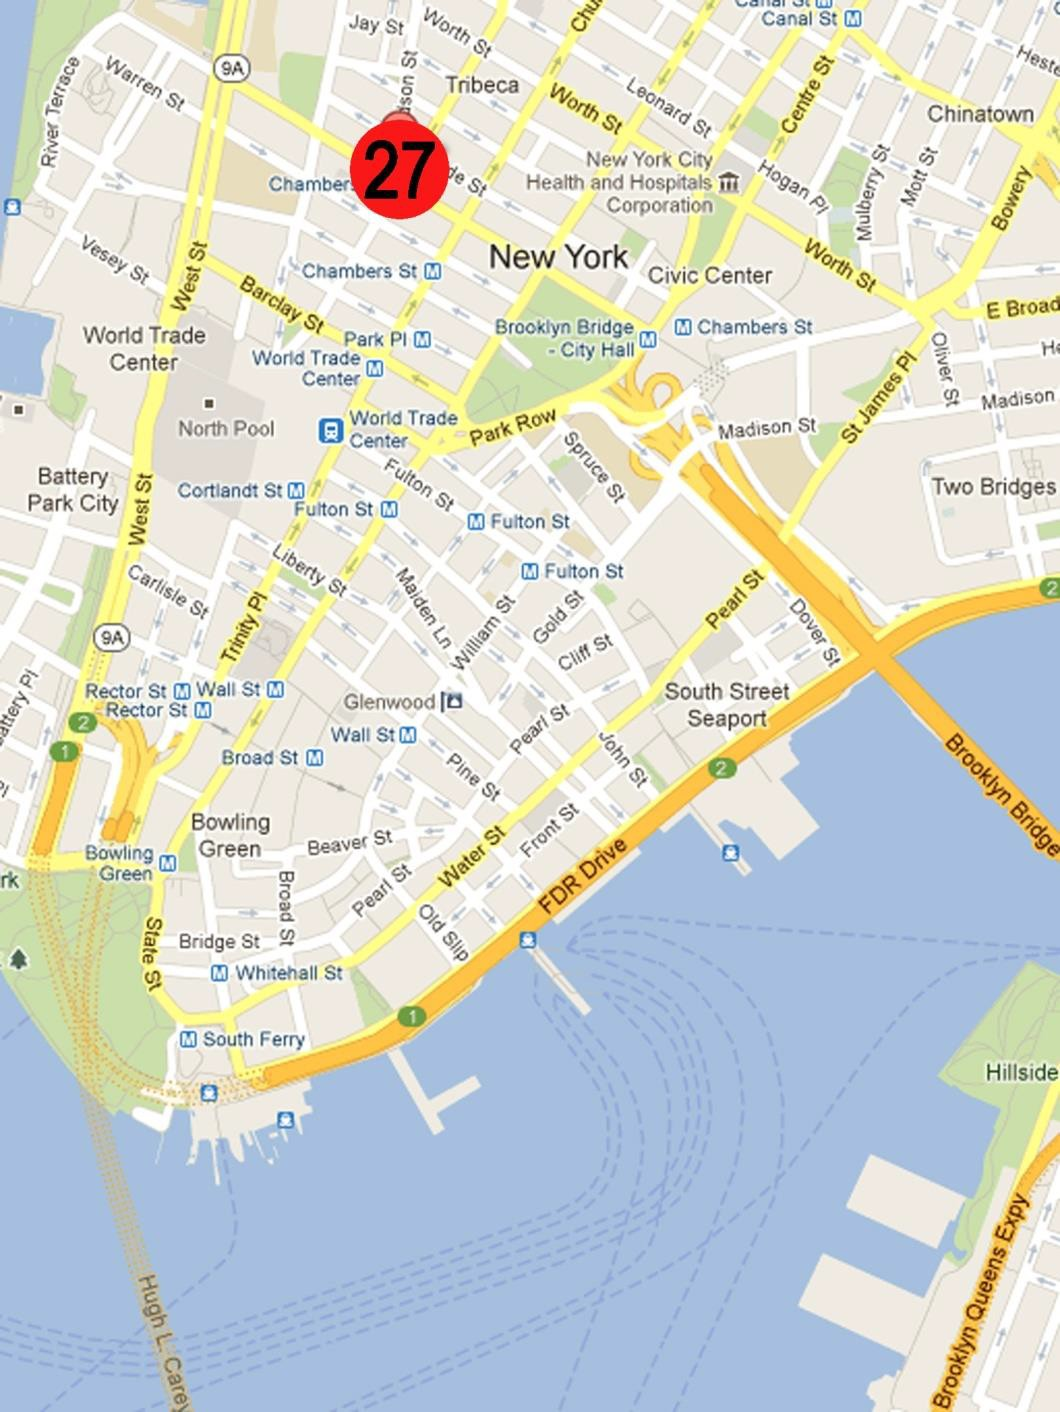 Canal St
Canal St
Jay St
Worth St
9A
River Terrace
Warren St
Tribeca
Worth St
Leonard St
Centre St
Chinatown
27
Chambers
New York City
Health and Hospitals
Corporation
Hogan Pl
Mulberry St
Mott St
Bowery
Vesey St
West St
Chambers St
New York
Civic Center
Worth St
Barclay St
World Trade
Center
Park Pl
Brooklyn Bridge
- City Hall
Chambers St
E Broad
World Trade
Center
Oliver St
North Pool
World Trade
Center
Park Row
Madison St
St James Pl
Madison
Battery
Park City
West St
Fulton St
Spruce St
Two Bridges
Cortlandt St
Fulton St
Fulton St
Fulton St
Carlisle St
Liberty St
Maiden Ln
William St
Gold St
Pearl St
Dover St
2
9A
Trinity Pl
Cliff St
Rector St
Wall St
Rector St
Glenwood
South Street
Seaport
2
1
Wall St
Pearl St
John St
Broad St
Pine St
2
Brooklyn Bridge
Bowling
Green
Beaver St
Water St
Front St
FDR Drive
Bowling
Green
Pearl St
Broad St
Old Slip
rk
State St
Bridge St
Whitehall St
1
South Ferry
Hillside
Hugh L. Carey
Brooklyn Queens Expy